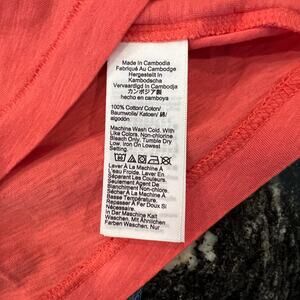 Made In Cambodia
Fabriqué Au Cambodge
Hergestellt In
Kambodscha
Vervaardigd In Cambodja
カンボジア製
hecho en camboya
100% Cotton/ Coton/
Baumwolle/ Katoen/ 綿/
algodón
Machine Wash Cold. With
Like Colors. Non-chlorine
Bleach Only. Tumble Dry
Low. Iron On Lowest
Setting.
Laver À La Machine À
L'eau Froide. Laver En
Séparant Les Couleurs.
Seulement Agent De
Blanchiment Non-chlore.
Sécher À La Machine À
Basse Température.
Repasser À Fer Doux Si
Nécessaire.
In Der Maschine Kalt
Waschen, Mit Ähnlichen
Farben Waschen, Nur